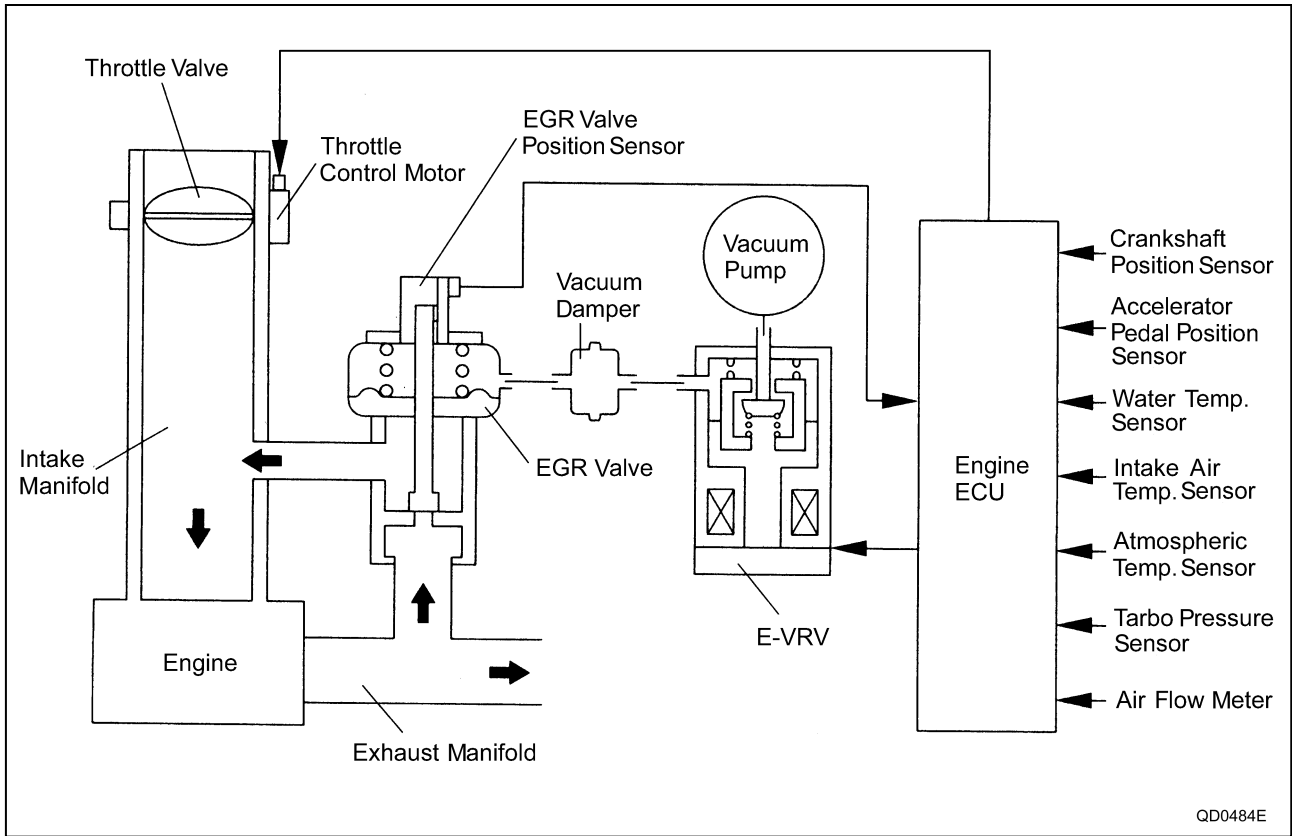 Throttle Valve
Throttle
Control Motor
EGR Valve
Position Sensor
Vacuum
Pump
Vacuum
Damper
Intake
Manifold
EGR Valve
Engine
ECU
Crankshaft
Position Sensor
Accelerator
Pedal Position
Sensor
Water Temp.
Sensor
Intake Air
Temp. Sensor
Atmospheric
Temp. Sensor
Tarbo Pressure
Sensor
Air Flow Meter
E-VRV
Engine
Exhaust Manifold
QD0484E